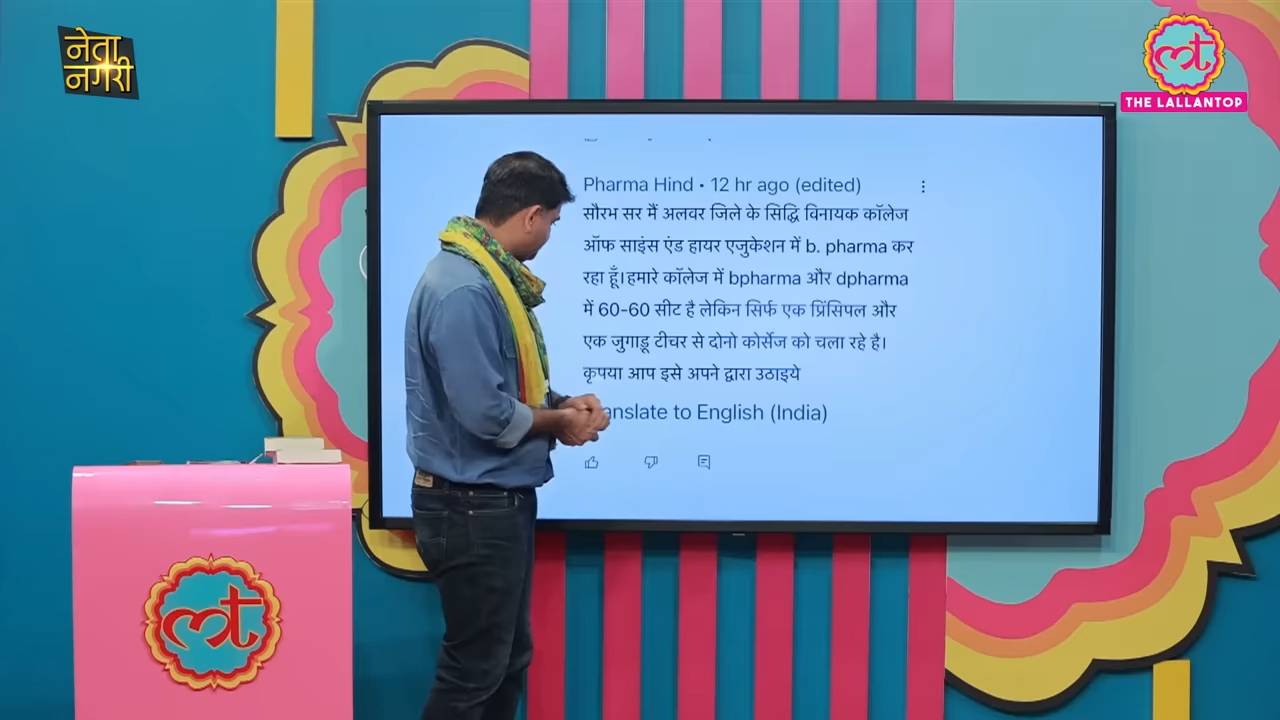 नेता
नगरी
THE LALLANTOP
Pharma Hind • 12 hr ago (edited)
सौरभ सर मैं अलवर जिले के सिद्धि विनायक कॉलेज
ऑफ साइंस एंड हायर एजुकेशन में b. pharma कर
रहा हूँ।हमारे कॉलेज में bpharma और dpharma
में 60-60 सीट है लेकिन सिर्फ एक प्रिंसिपल और
एक जुगाड़ू टीचर से दोनो कोर्सेज को चला रहे है।
कृपया आप इसे अपने द्वारा उठाइये
anslate to English (India)